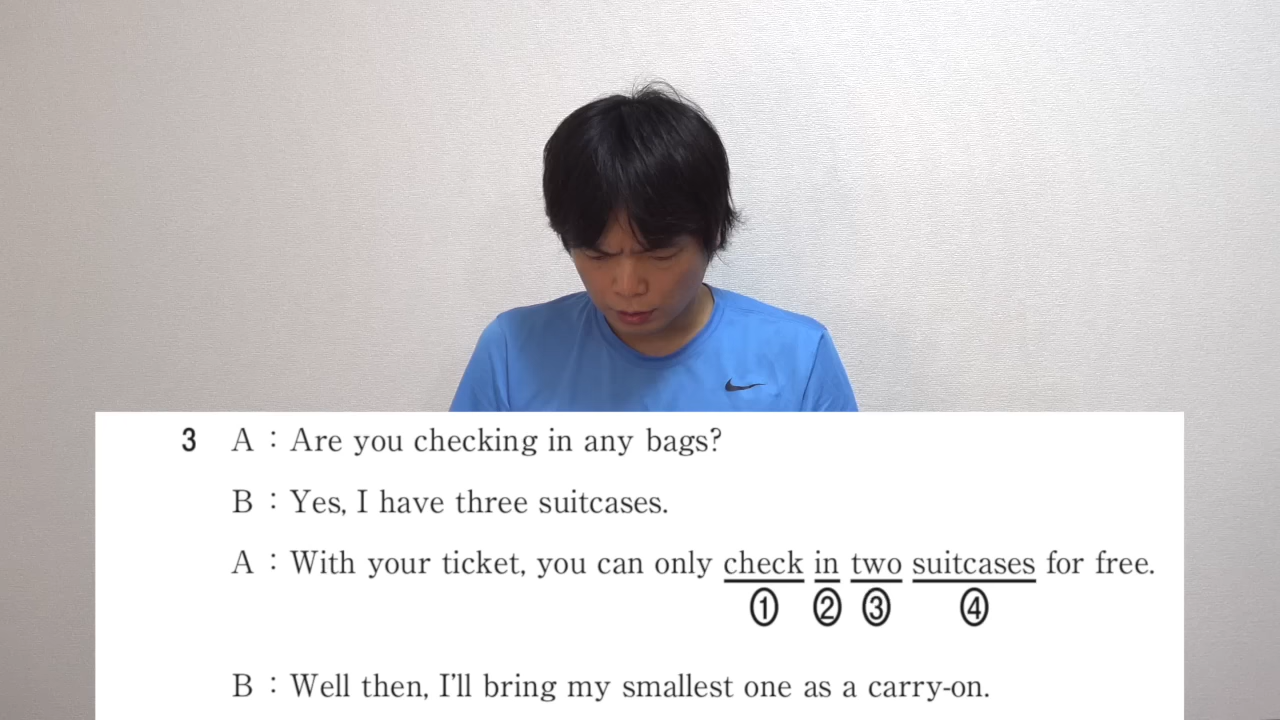 3 A : Are you checking in any bags?
B : Yes, I have three suitcases.
A : With your ticket, you can only check in two suitcases for free.
① ② ③ ④
B : Well then, I'll bring my smallest one as a carry-on.